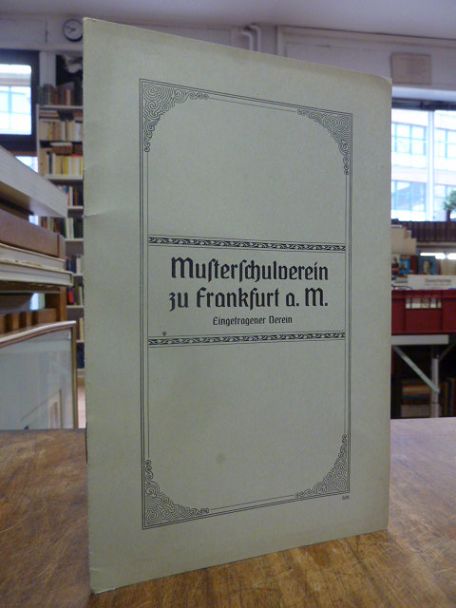 Muſterſchulverein
zu Frankfurt a. M.
Eingetragener Verein